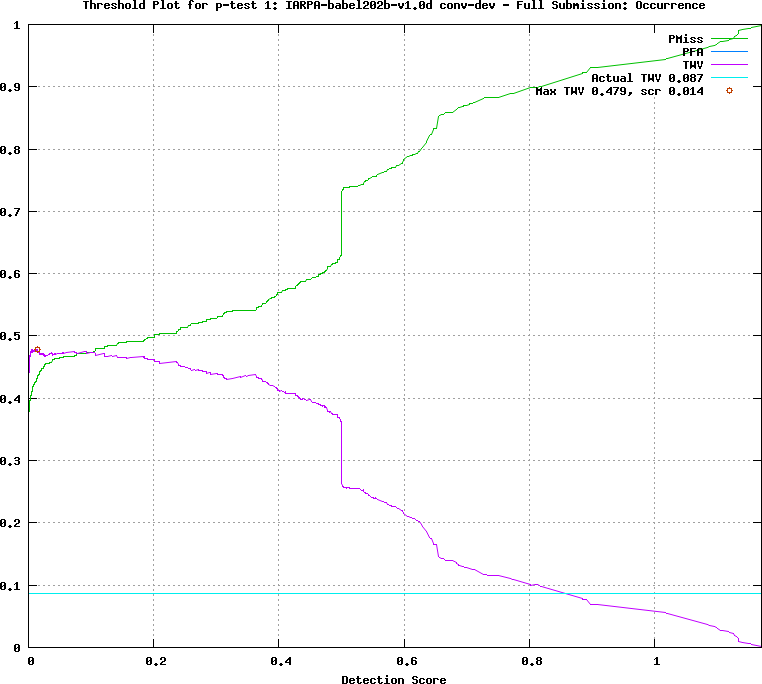 Threshold Plot for p-test 1: IARPA-babel202b-v1.0d conv-dev - Full Submission: Occurrence
PMiss
PFA
TWV
Actual TWV 0.087
Max TWV 0.479, scr 0.014
1
0.9
0.8
0.7
0.6
0.5
0.4
0.3
0.2
0.1
0
0 0.2 0.4 0.6 0.8 1
Detection Score